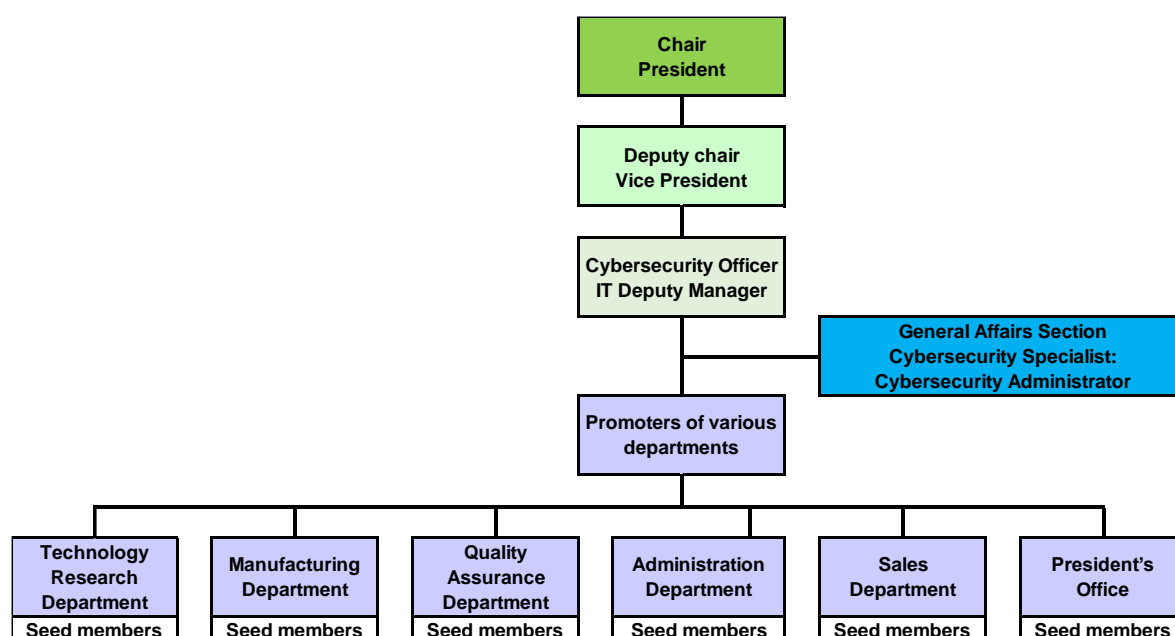 Chair
President
Deputy chair
Vice President
Cybersecurity Officer
IT Deputy Manager
General Affairs Section
Cybersecurity Specialist:
Cybersecurity Administrator
Promoters of various
departments
Technology
Research
Department
Seed members
Manufacturing
Department
Seed members
Quality
Assurance
Department
Seed members
Administration
Department
Seed members
Sales
Department
Seed members
President’s
Office
Seed members